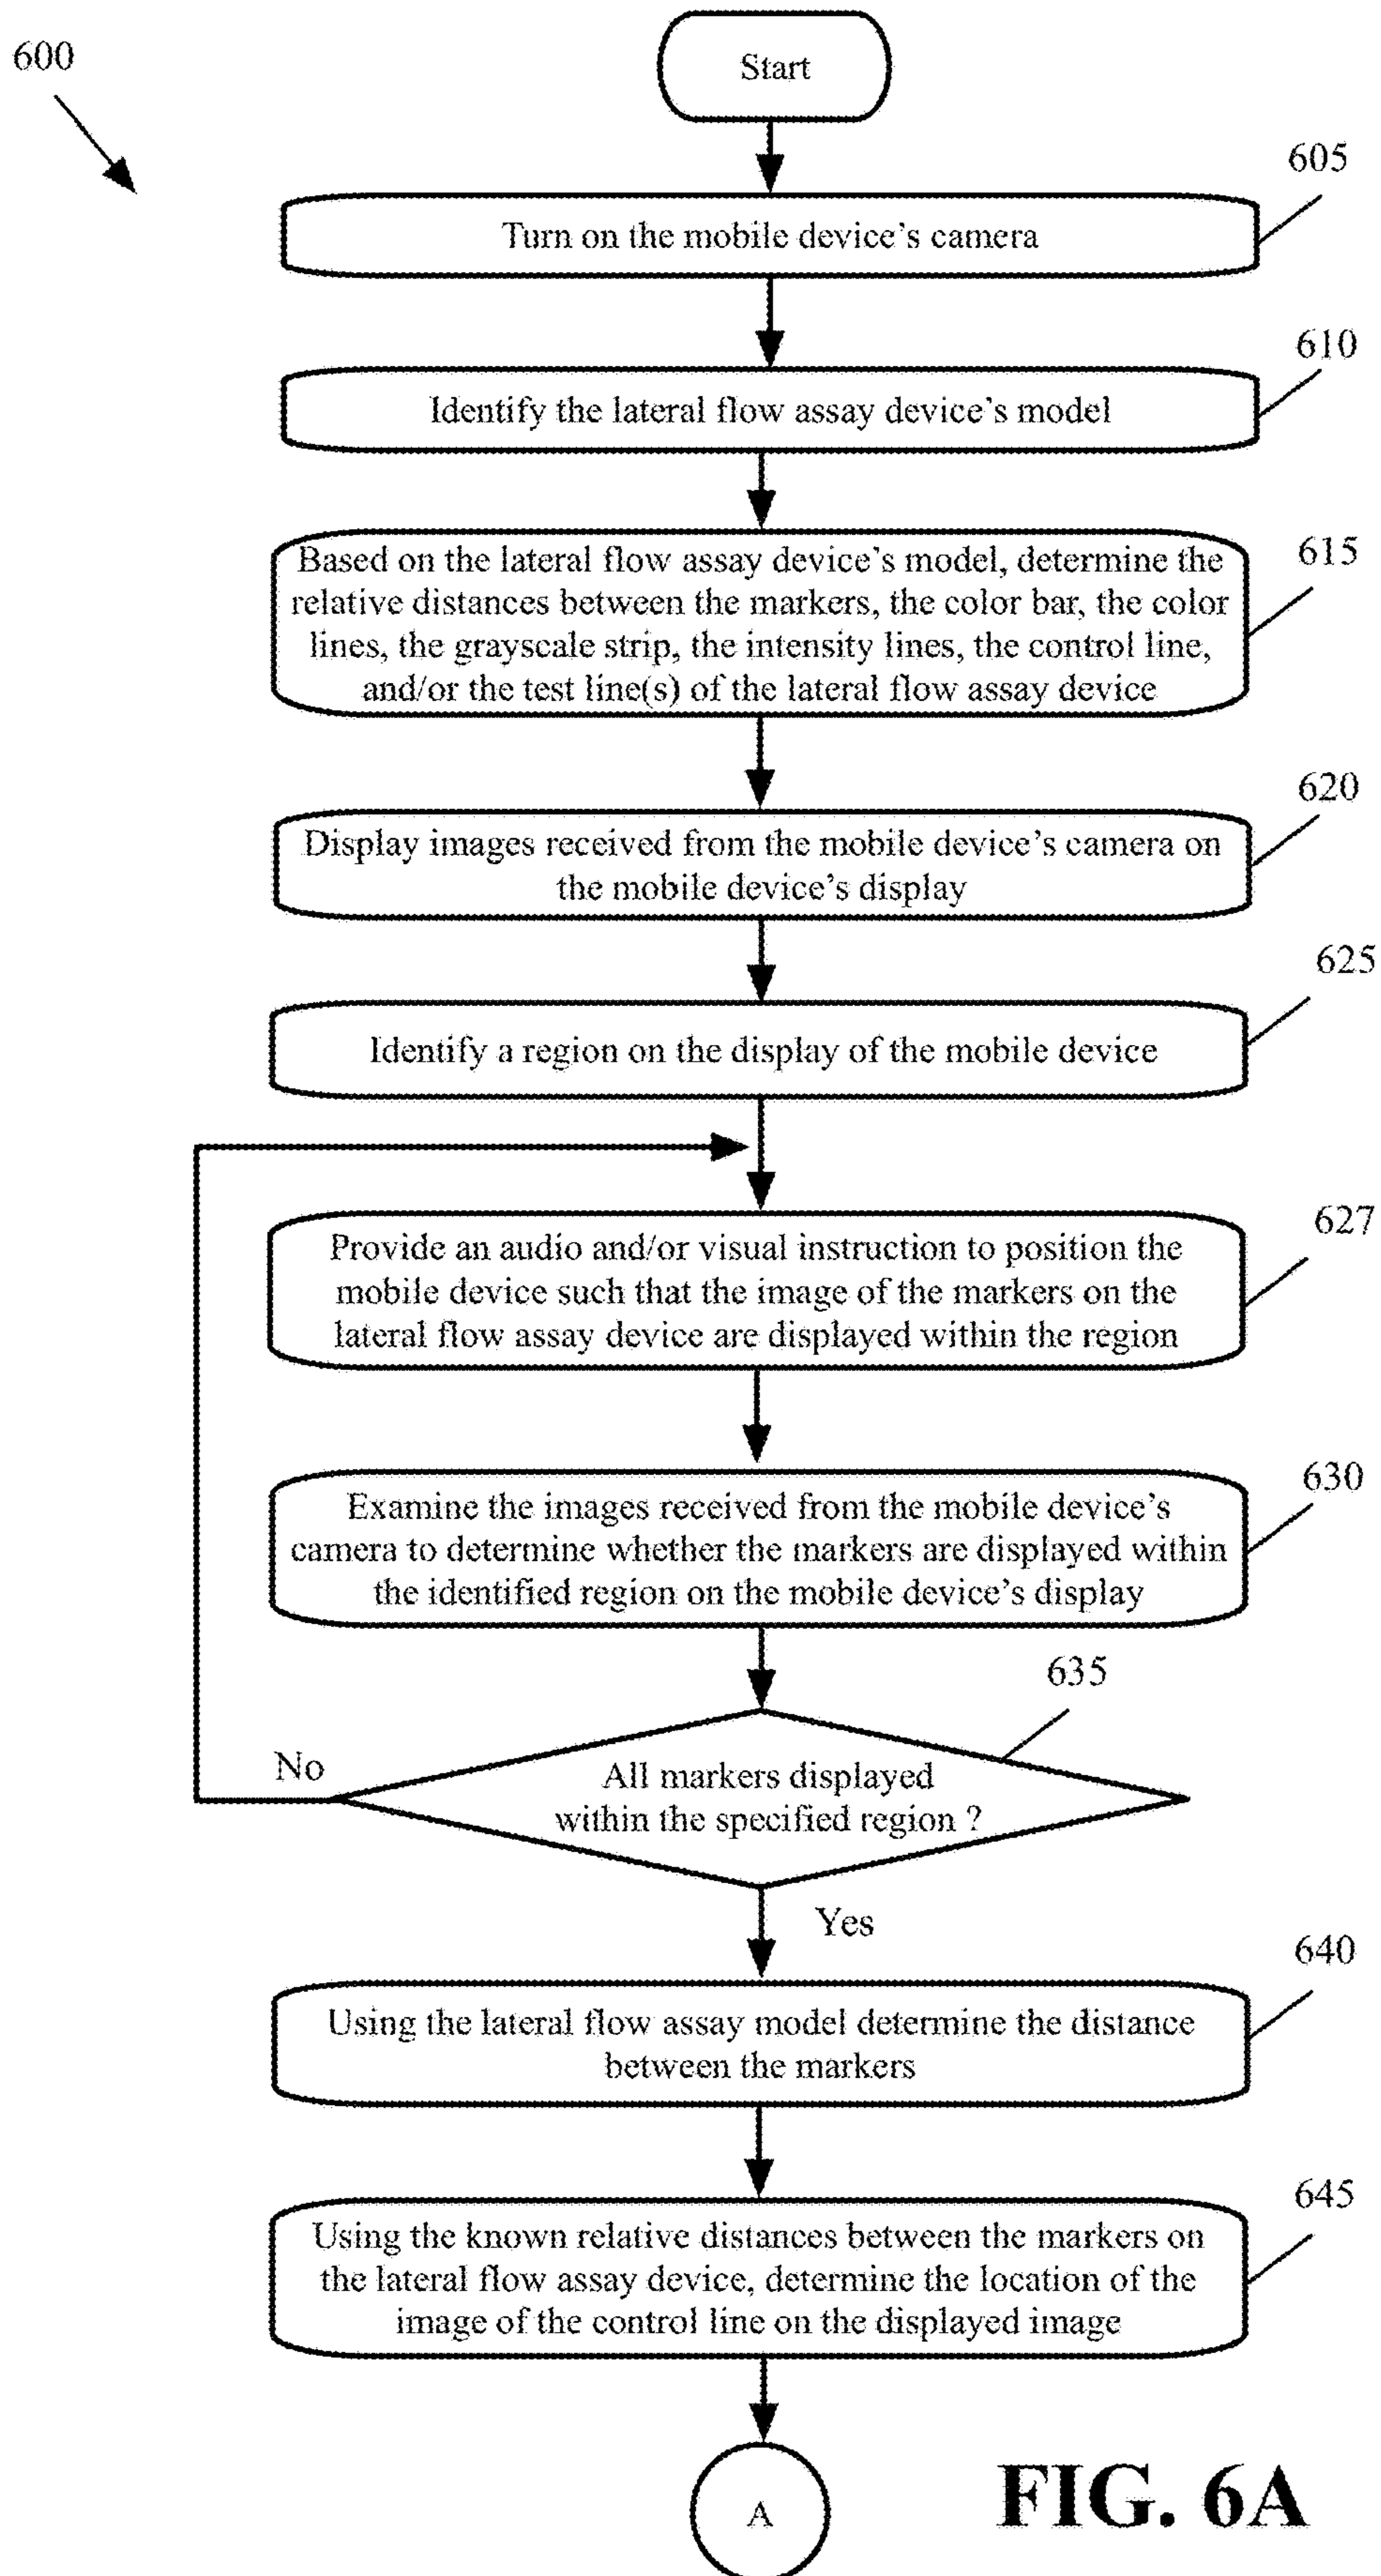 600
Start
605
Turn on the mobile device's camera
610
Identify the lateral flow assay device's model
615
Based on the lateral flow assay device's model, determine the
relative distances between the markers, the color bar, the color
lines, the grayscale strip, the intensity lines, the control line,
and/or the test line(s) of the lateral flow assay device
620
Display images received from the mobile device's camera on
the mobile device's display
625
Identify a region on the display of the mobile device
627
Provide an audio and/or visual instruction to position the
mobile device such that the image of the markers on the
lateral flow assay device are displayed within the region
630
Examine the images received from the mobile device's
camera to determine whether the markers are displayed within
the identified region on the mobile device's display
635
No
All markers displayed
within the specified region ?
Yes
640
Using the lateral flow assay model determine the distance
between the markers
645
Using the known relative distances between the markers on
the lateral flow assay device, determine the location of the
image of the control line on the displayed image
A
FIG. 6A